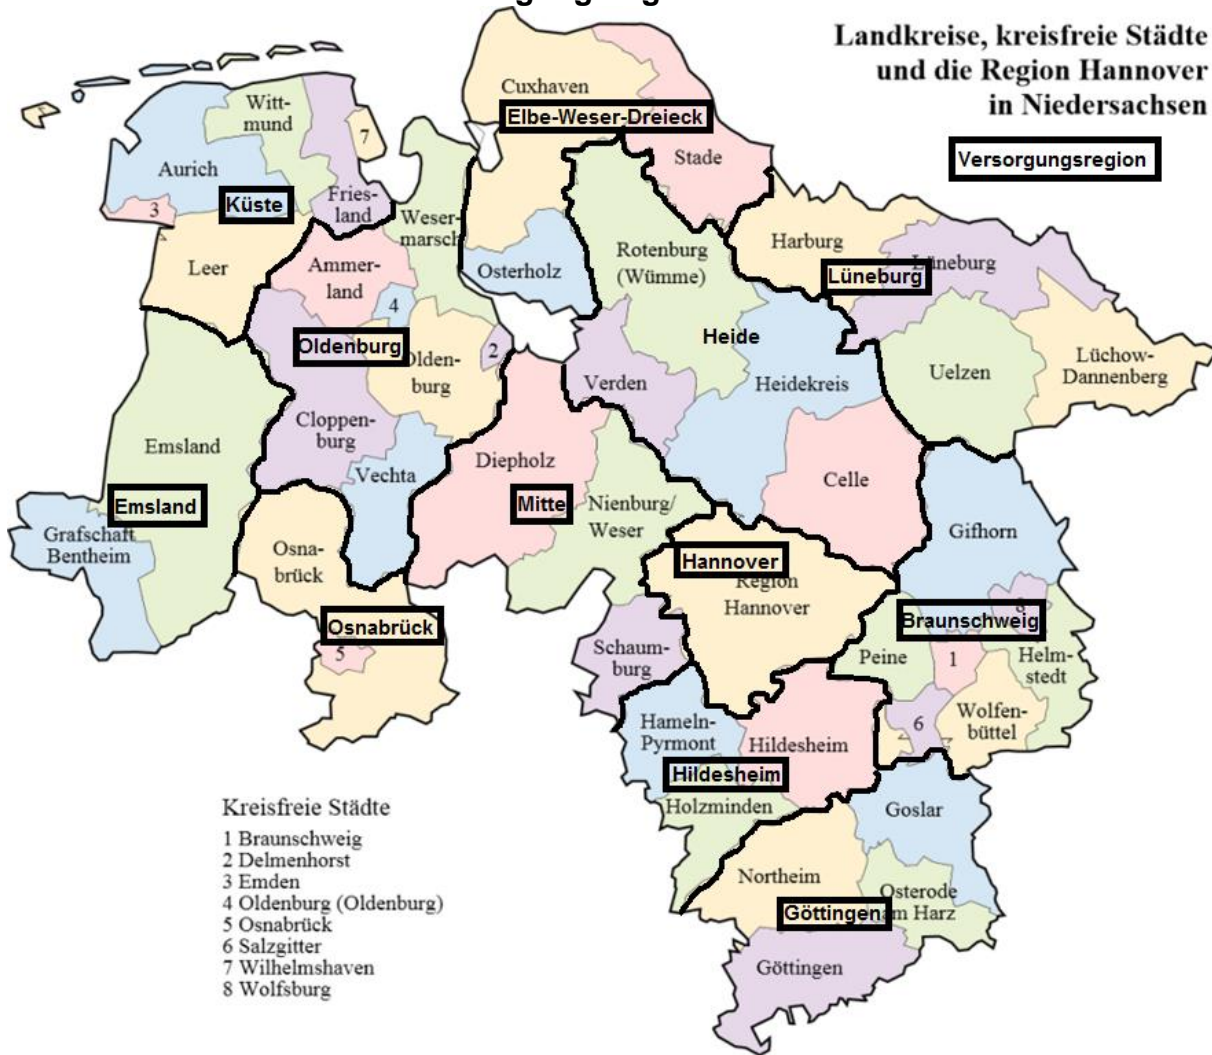 Landkreise, kreisfreie Städte
und die Region Hannover
in Niedersachsen
Versorgungsregion
Cuxhaven
Elbe-Weser-Dreieck
Stade
Witt-
mund
7
Aurich
Küste
3
Fries-
land
Weser-
marsch
Leer
Ammer-
land
4
Osterholz
Rotenburg
(Wümme)
Harburg
Lüneburg
Lüneburg
Oldenburg
Olden-
burg
2
Heide
Verden
Heidekreis
Uelzen
Lüchow-
Dannenberg
Emsland
Emsland
Cloppen-
burg
Vechta
Diepholz
Mitte
Nienburg/
Weser
Celle
Gifhorn
Grafschaft
Bentheim
Osna-
brück
Osnabrück
5
Hannover
Region
Hannover
8
Braunschweig
Peine
1
Helm-
stedt
Schaum-
burg
6
Wolfen-
büttel
Hameln-
Pyrmont
Hildesheim
Hildesheim
Holzminden
Goslar
Northeim
Osterode
am Harz
Göttingen
Göttingen
Kreisfreie Städte
1 Braunschweig
2 Delmenhorst
3 Emden
4 Oldenburg (Oldenburg)
5 Osnabrück
6 Salzgitter
7 Wilhelmshaven
8 Wolfsburg